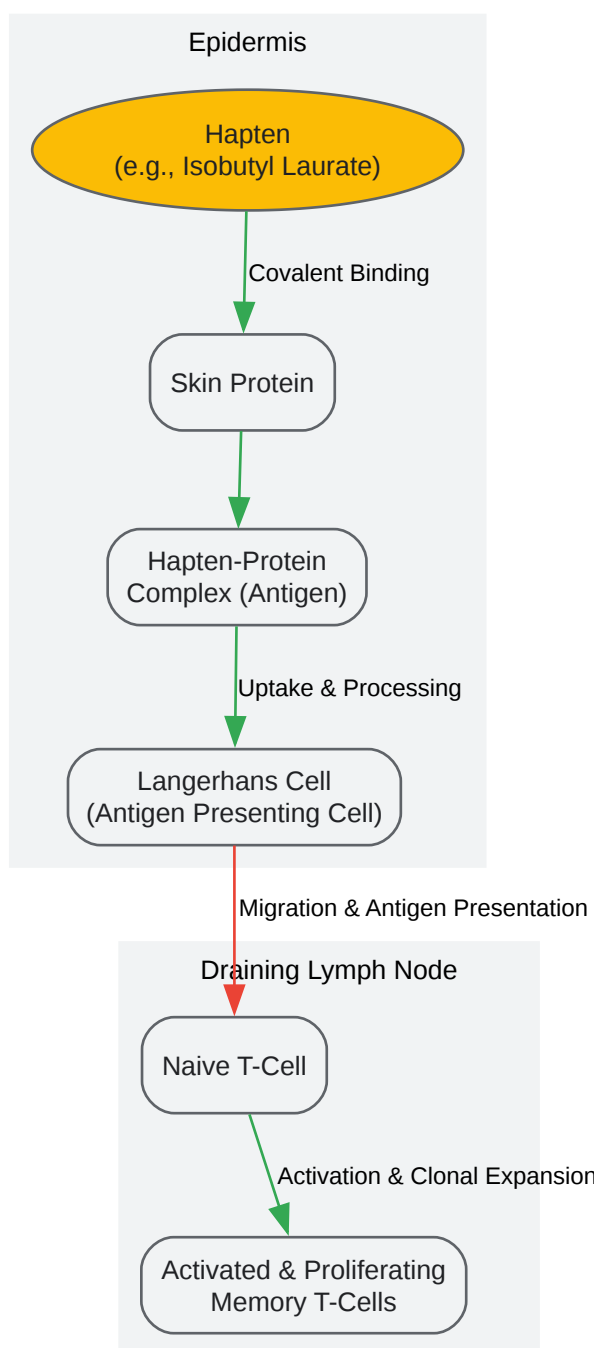 Epidermis
Hapten
(e.g., Isobutyl Laurate)
Covalent Binding
Skin Protein
Hapten-Protein
Complex (Antigen)
Uptake & Processing
Langerhans Cell
(Antigen Presenting Cell)
Migration & Antigen Presentation
Draining Lymph Node
Naive T-Cell
Activation & Clonal Expansion
Activated & Proliferating
Memory T-Cells